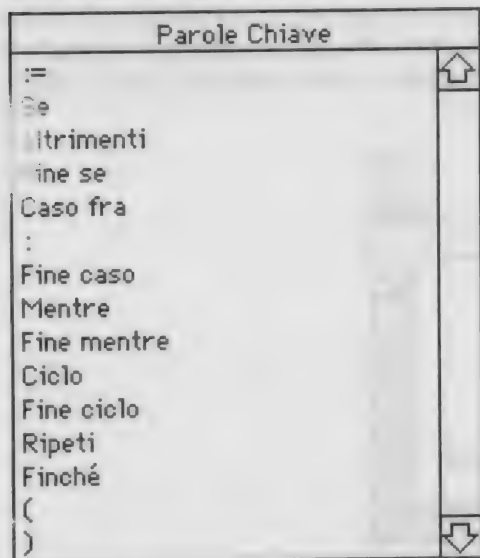 Parole Chiave
:=
Se
Altrimenti
Fine se
Caso fra
:
Fine caso
Mentre
Fine mentre
Ciclo
Fine ciclo
Ripeti
Finché
(
)